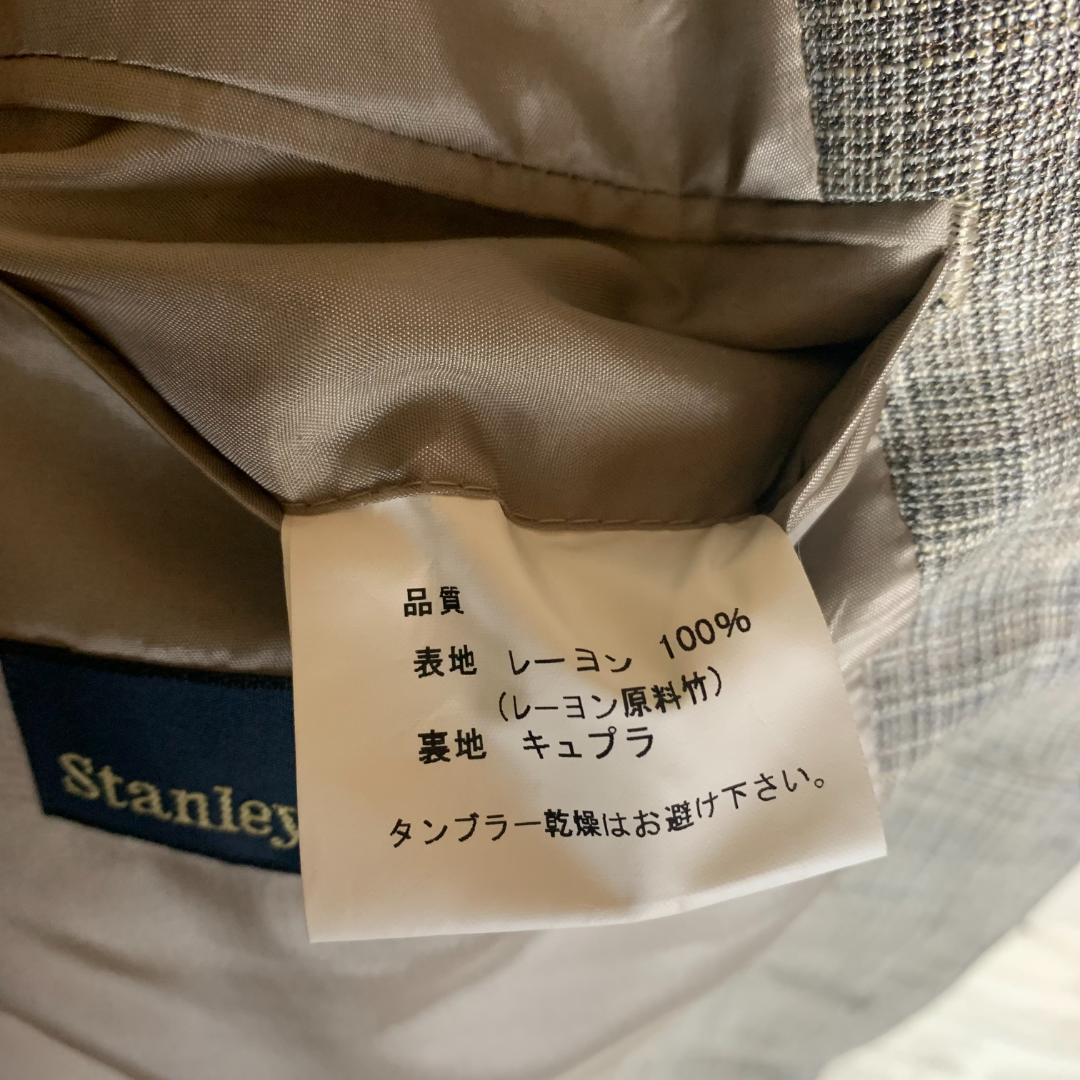 品質
表地 レーヨン 100%
(レーヨン原料竹)
裏地 キュプラ
タンブラー乾燥はお避け下さい。
Stanley